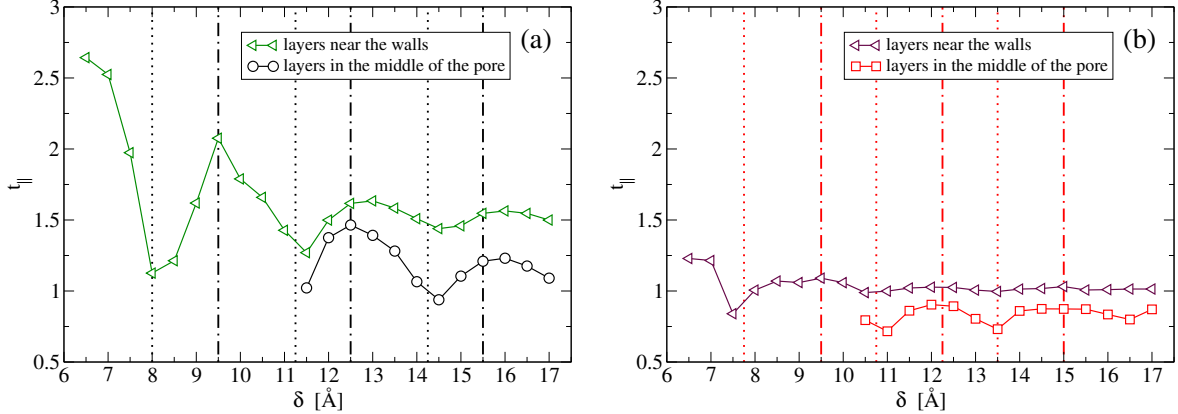 (a)
layers near the walls
layers in the middle of the pore
3
2.5
2
1.5
1
0.5
t||
6 7 8 9 10 11 12 13 14 15 16 17
δ [Å]
(b)
layers near the walls
layers in the middle of the pore
3
2.5
2
1.5
1
0.5
t||
6 7 8 9 10 11 12 13 14 15 16 17
δ [Å]